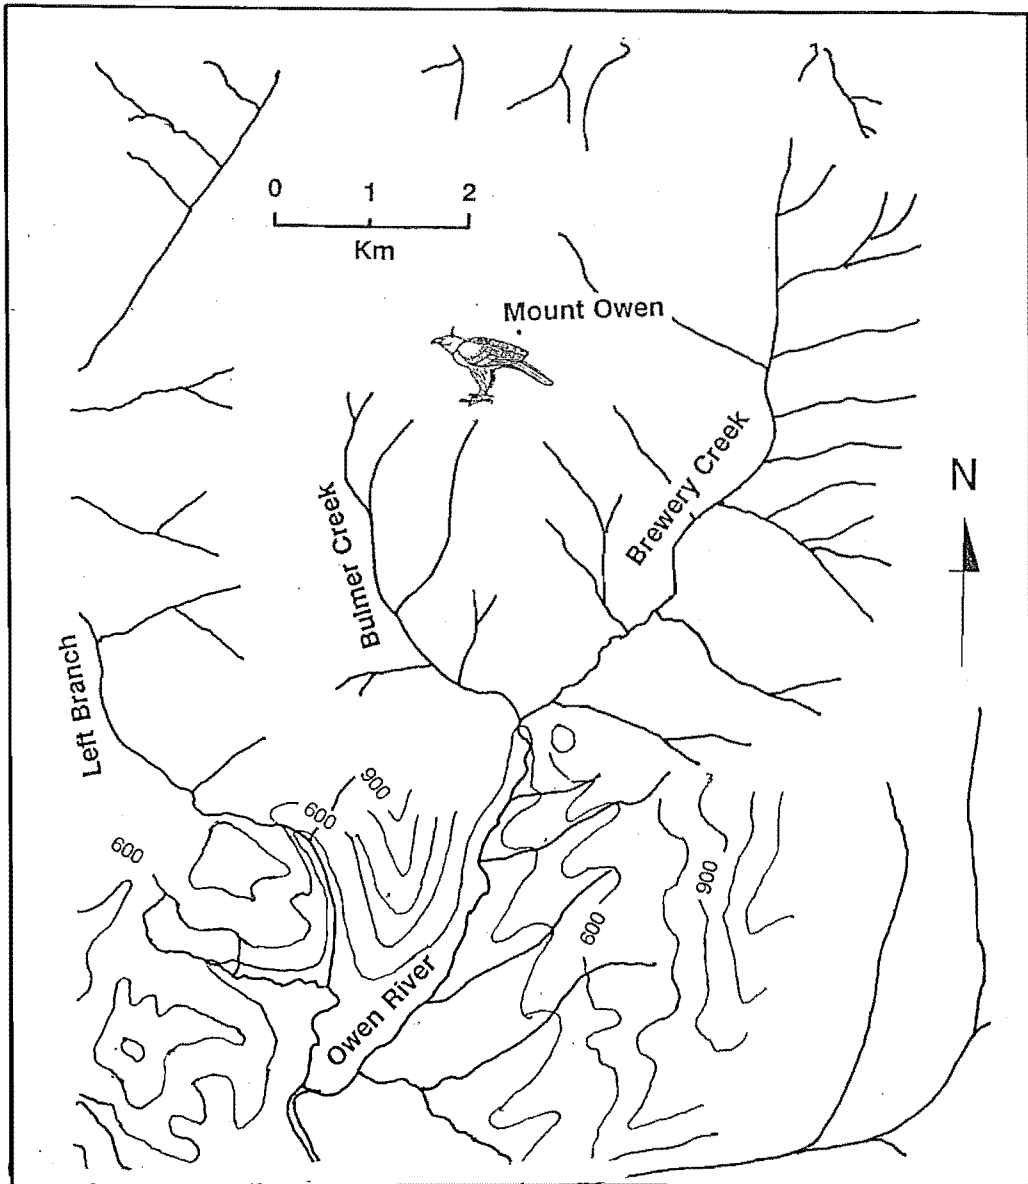 0 1 2
Km
Mount Owen
Brewery Creek
N
Bulmer Creek
Left Branch
900
600
600
900
600
Owen River